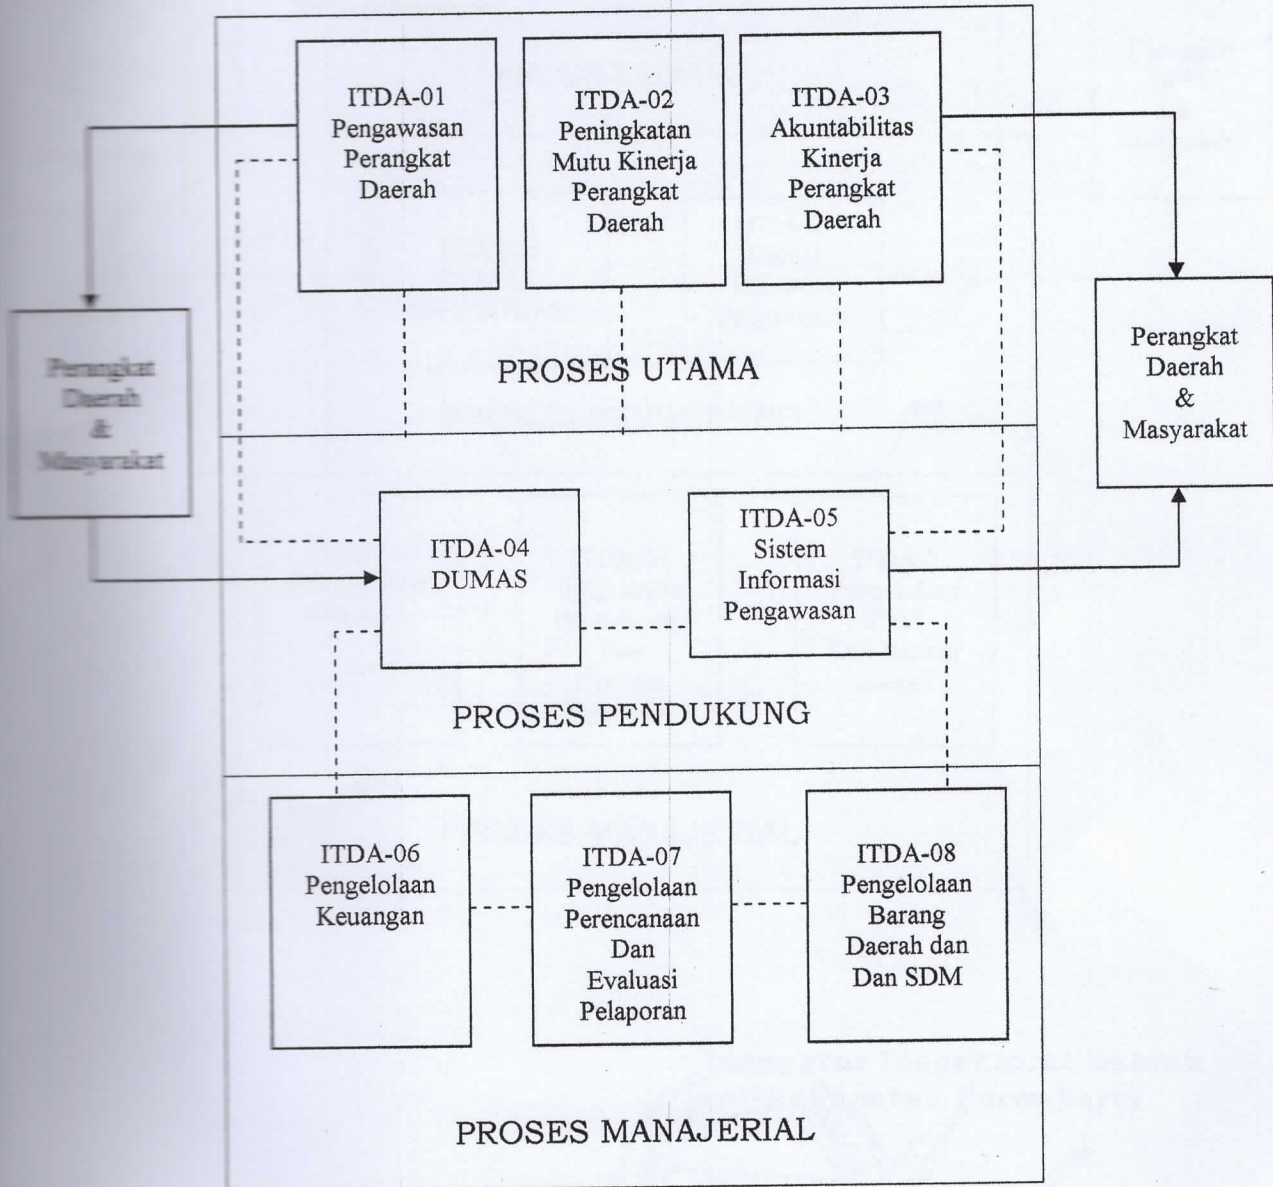 ITDA-01
Pengawasan
Perangkat
Daerah
ITDA-02
Peningkatan
Mutu Kinerja
Perangkat
Daerah
ITDA-03
Akuntabilitas
Kinerja
Perangkat
Daerah
PROSES UTAMA
Perangkat
Daerah
&
Masyarakat
Perangkat
Daerah
&
Masyarakat
ITDA-04
DUMAS
ITDA-05
Sistem
Informasi
Pengawasan
PROSES PENDUKUNG
ITDA-06
Pengelolaan
Keuangan
ITDA-07
Pengelolaan
Perencanaan
Dan
Evaluasi
Pelaporan
ITDA-08
Pengelolaan
Barang
Daerah dan
Dan SDM
PROSES MANAJERIAL